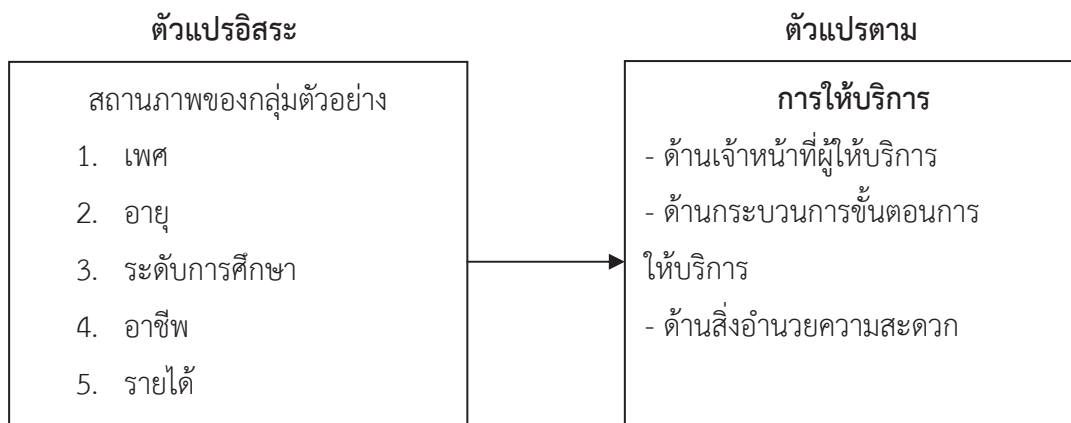 ตัวแปรอิสระ
สถานภาพของกลุ่มตัวอย่าง
1. เพศ
2. อายุ
3. ระดับการศึกษา
4. อาชีพ
5. รายได้
ตัวแปรตาม
การให้บริการ
- ด้านเจ้าหน้าที่ผู้ให้บริการ
- ด้านกระบวนการขั้นตอนการ
ให้บริการ
- ด้านสิ่งอำนวยความสะดวก